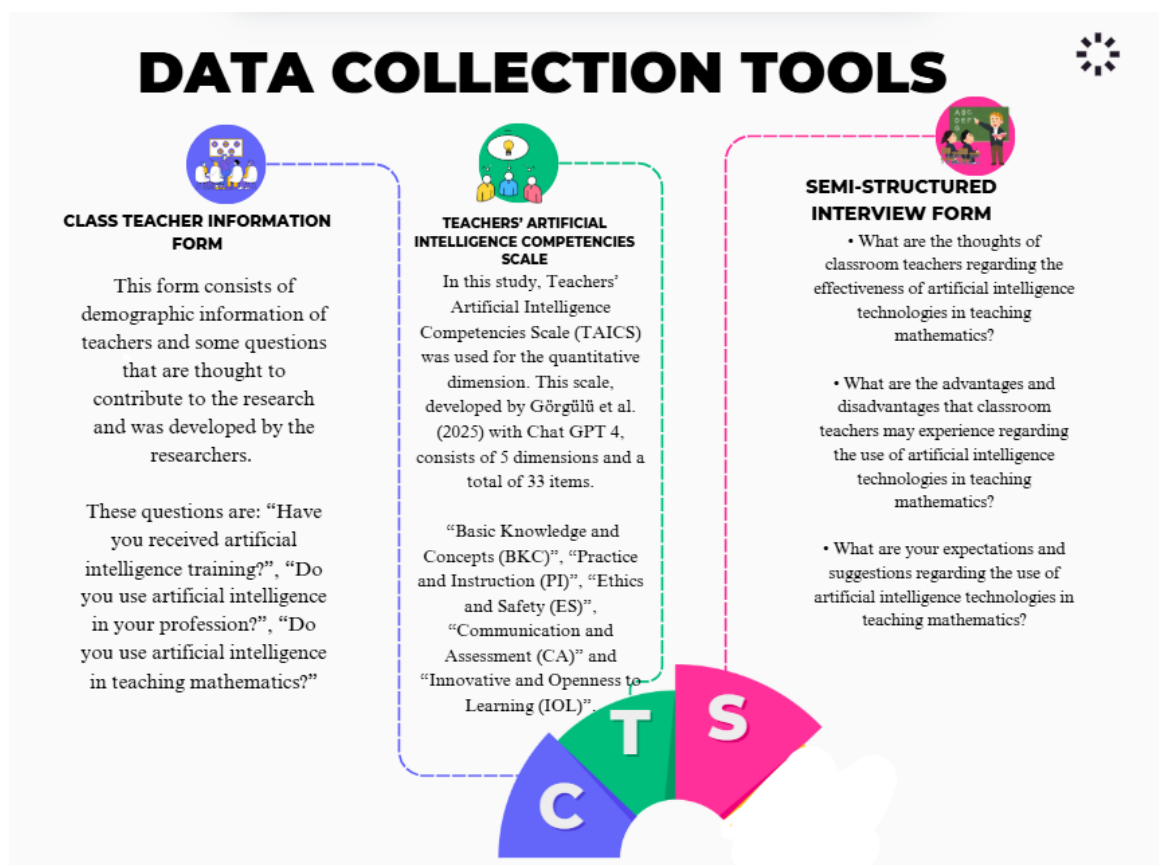 DATA COLLECTION TOOLS
CLASS TEACHER INFORMATION
FORM
This form consists of
demographic information of
teachers and some questions
that are thought to
contribute to the research
and was developed by the
researchers.
These questions are: “Have
you received artificial
intelligence training?”, “Do
you use artificial intelligence
in your profession?”, “Do
you use artificial intelligence
in teaching mathematics?”
TEACHERS’ ARTIFICIAL
INTELLIGENCE COMPETENCIES
SCALE
In this study, Teachers’
Artificial Intelligence
Competencies Scale (TAICS)
was used for the quantitative
dimension. This scale,
developed by Görgülü et al.
(2025) with Chat GPT 4,
consists of 5 dimensions and a
total of 33 items.
“Basic Knowledge and
Concepts (BKC)”, “Practice
and Instruction (PI)”, “Ethics
and Safety (ES)”,
“Communication and
Assessment (CA)” and
“Innovative and Openness to
Learning (IOL)”.
SEMI-STRUCTURED
INTERVIEW FORM
• What are the thoughts of
classroom teachers regarding the
effectiveness of artificial intelligence
technologies in teaching
mathematics?
• What are the advantages and
disadvantages that classroom
teachers may experience regarding
the use of artificial intelligence
technologies in teaching
mathematics?
• What are your expectations and
suggestions regarding the use of
artificial intelligence technologies in
teaching mathematics?
C
T
S